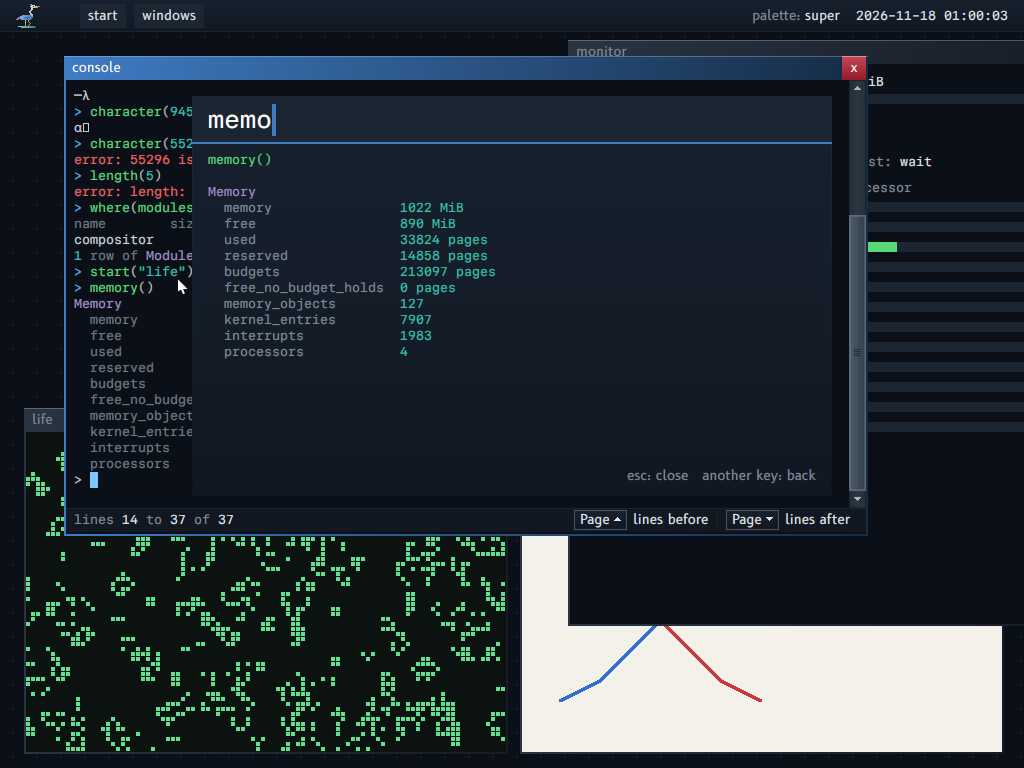 start windows palette: super 2026-11-18 01:00:03
monitor
console x
iB
—λ
> character(945
α▯
> character(552
error: 55296 is
> length(5)
error: length:
> where(modules
name siz
compositor
1 row of Module
> start("life")
> memory()
Memory
memory
free
used
reserved
budgets
free_no_budge
memory_object
kernel_entrie
interrupts
processors
>
memo
memory()
Memory
memory 1022 MiB
free 890 MiB
used 33824 pages
reserved 14858 pages
budgets 213097 pages
free_no_budget_holds 0 pages
memory_objects 127
kernel_entries 7907
interrupts 1983
processors 4
esc: close another key: back
st: wait
cessor
lines 14 to 37 of 37 Page lines before Page lines after
life